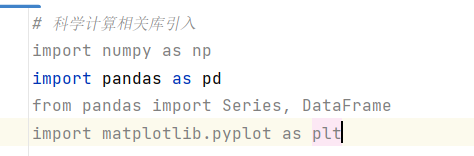 # 科学计算相关库引入
import numpy as np
import pandas as pd
from pandas import Series, DataFrame
import matplotlib.pyplot as plt